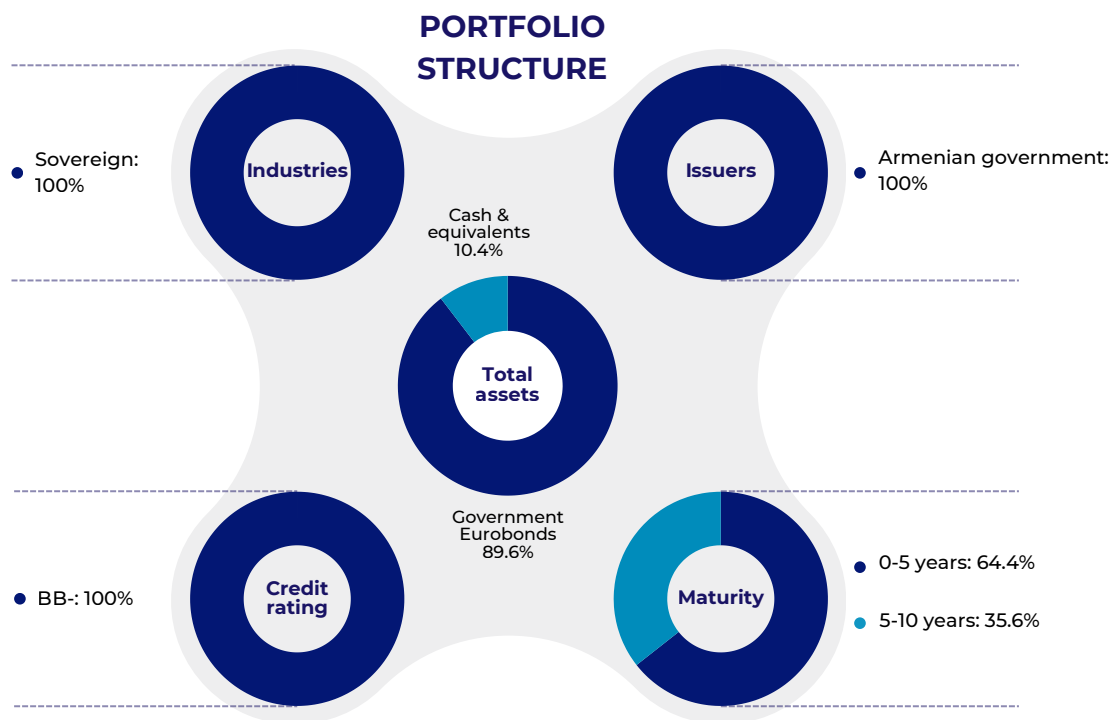 PORTFOLIO
STRUCTURE
Sovereign:
100%
Industries
Issuers
Armenian government:
100%
Cash &
equivalents
10.4%
Total
assets
Government
Eurobonds
89.6%
BB-: 100%
Credit
rating
Maturity
0-5 years: 64.4%
5-10 years: 35.6%